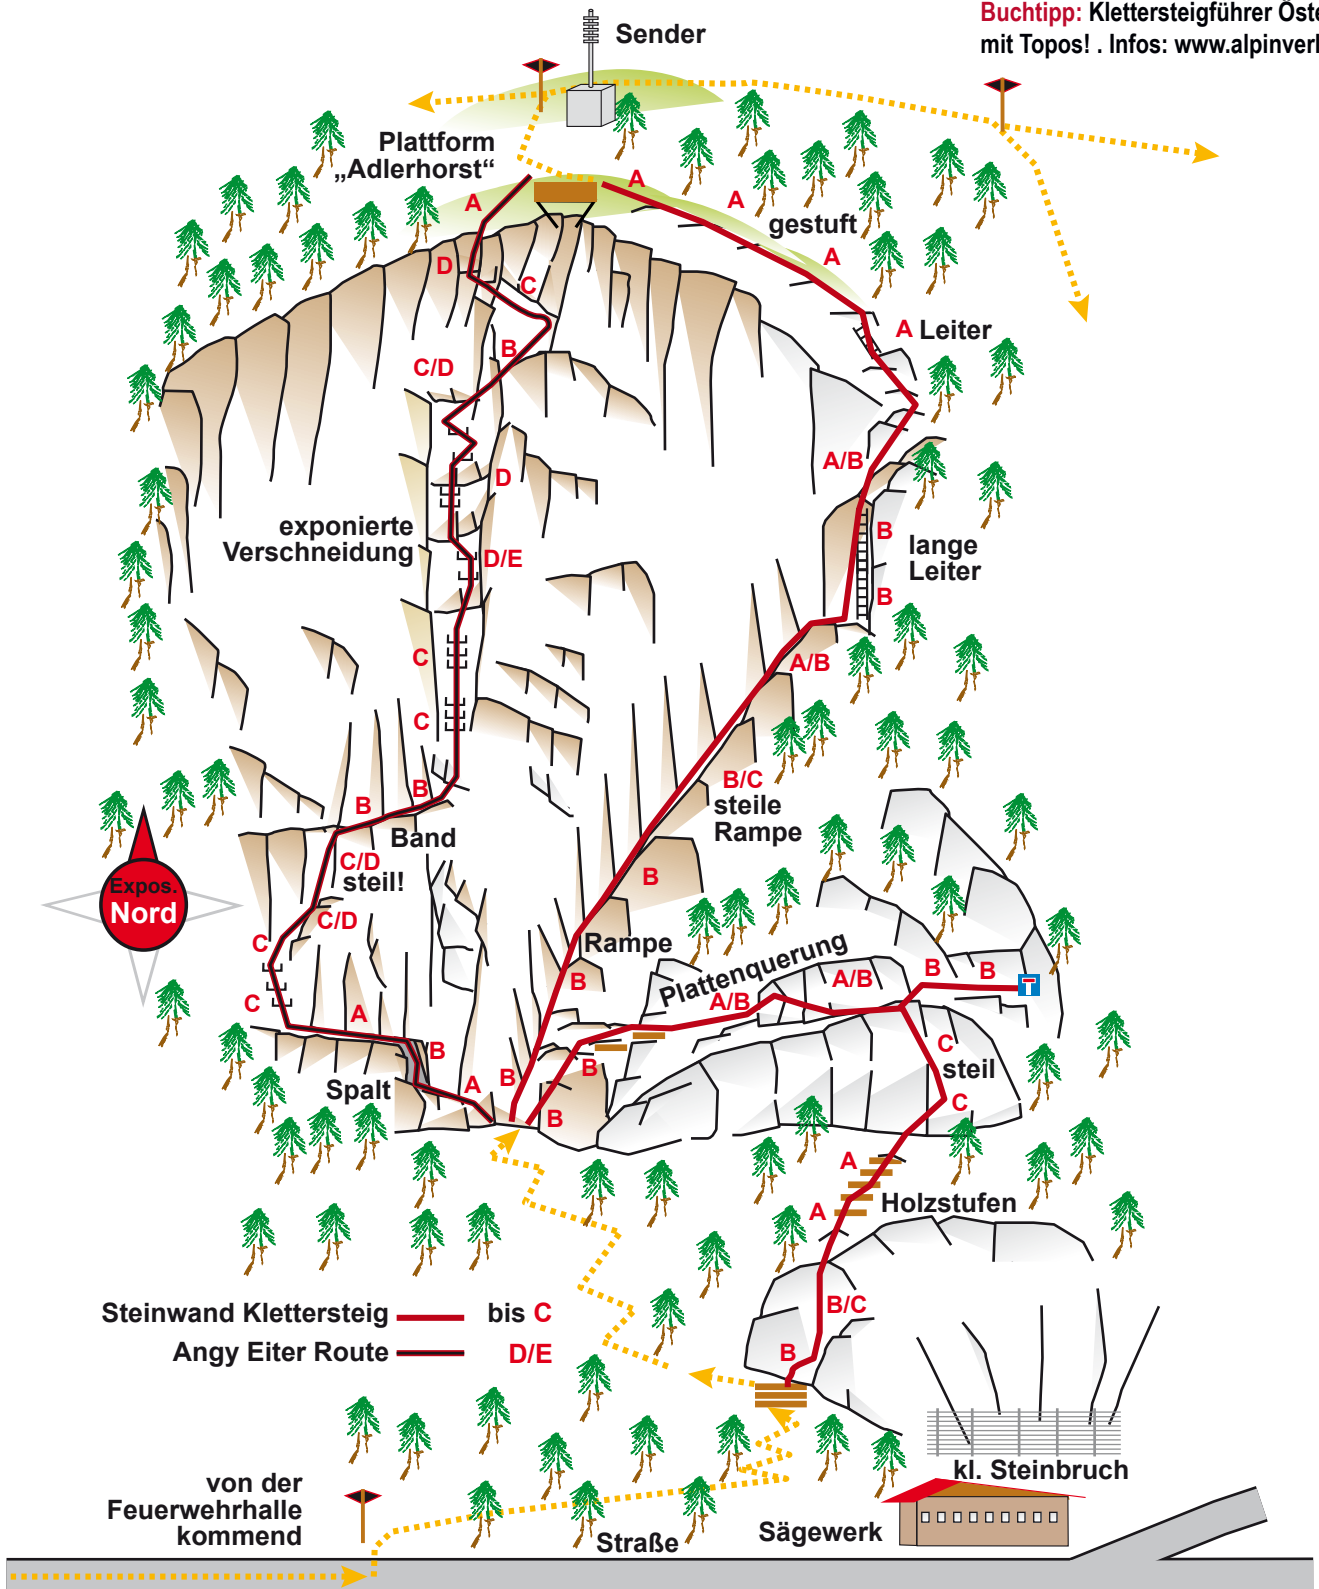 Buchtipp: Klettersteigführer Öste
mit Topos! . Infos: www.alpinverl
Sender
Plattform
„Adlerhorst“
A
A
A
gestuft
A
D
C
A Leiter
B
C/D
A/B
D
exponierte
Verschneidung
B
lange
Leiter
D/E
B
C
A/B
C
B/C
steile
Rampe
B
B
Band
C/D
steil!
B
Expos.
Nord
C/D
C
Rampe
Plattenquerung
B
A/B
A/B
B
B
C
A
B
C
steil
Spalt
A
B
B
B
C
A
Holzstufen
A
Steinwand Klettersteig bis C
B/C
Angy Eiter Route D/E
B
kl. Steinbruch
von der
Feuerwehrhalle
kommend
Straße
Sägewerk